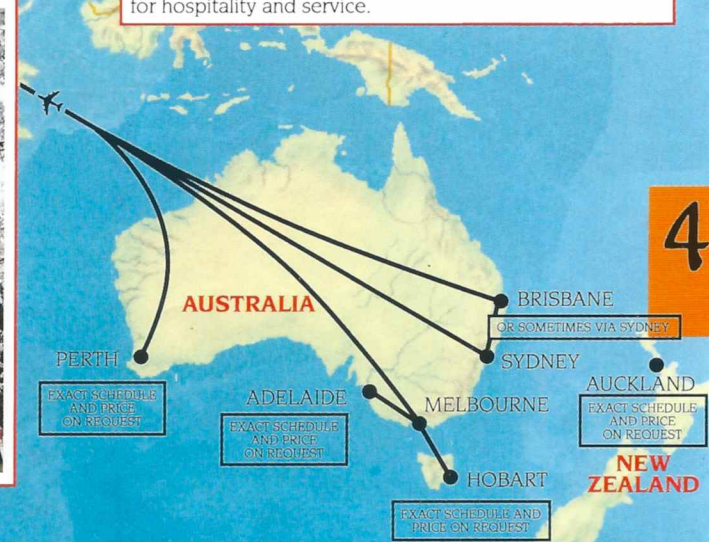 for hospitality and service.
4
AUSTRALIA
BRISBANE
OR SOMETIMES VIA SYDNEY
SYDNEY
PERTH
EXACT SCHEDULE
AND PRICE
ON REQUEST
ADELAIDE
EXACT SCHEDULE
AND PRICE
ON REQUEST
MELBOURNE
AUCKLAND
EXACT SCHEDULE
AND PRICE
ON REQUEST
NEW
ZEALAND
HOBART
EXACT SCHEDULE AND
PRICE ON REQUEST